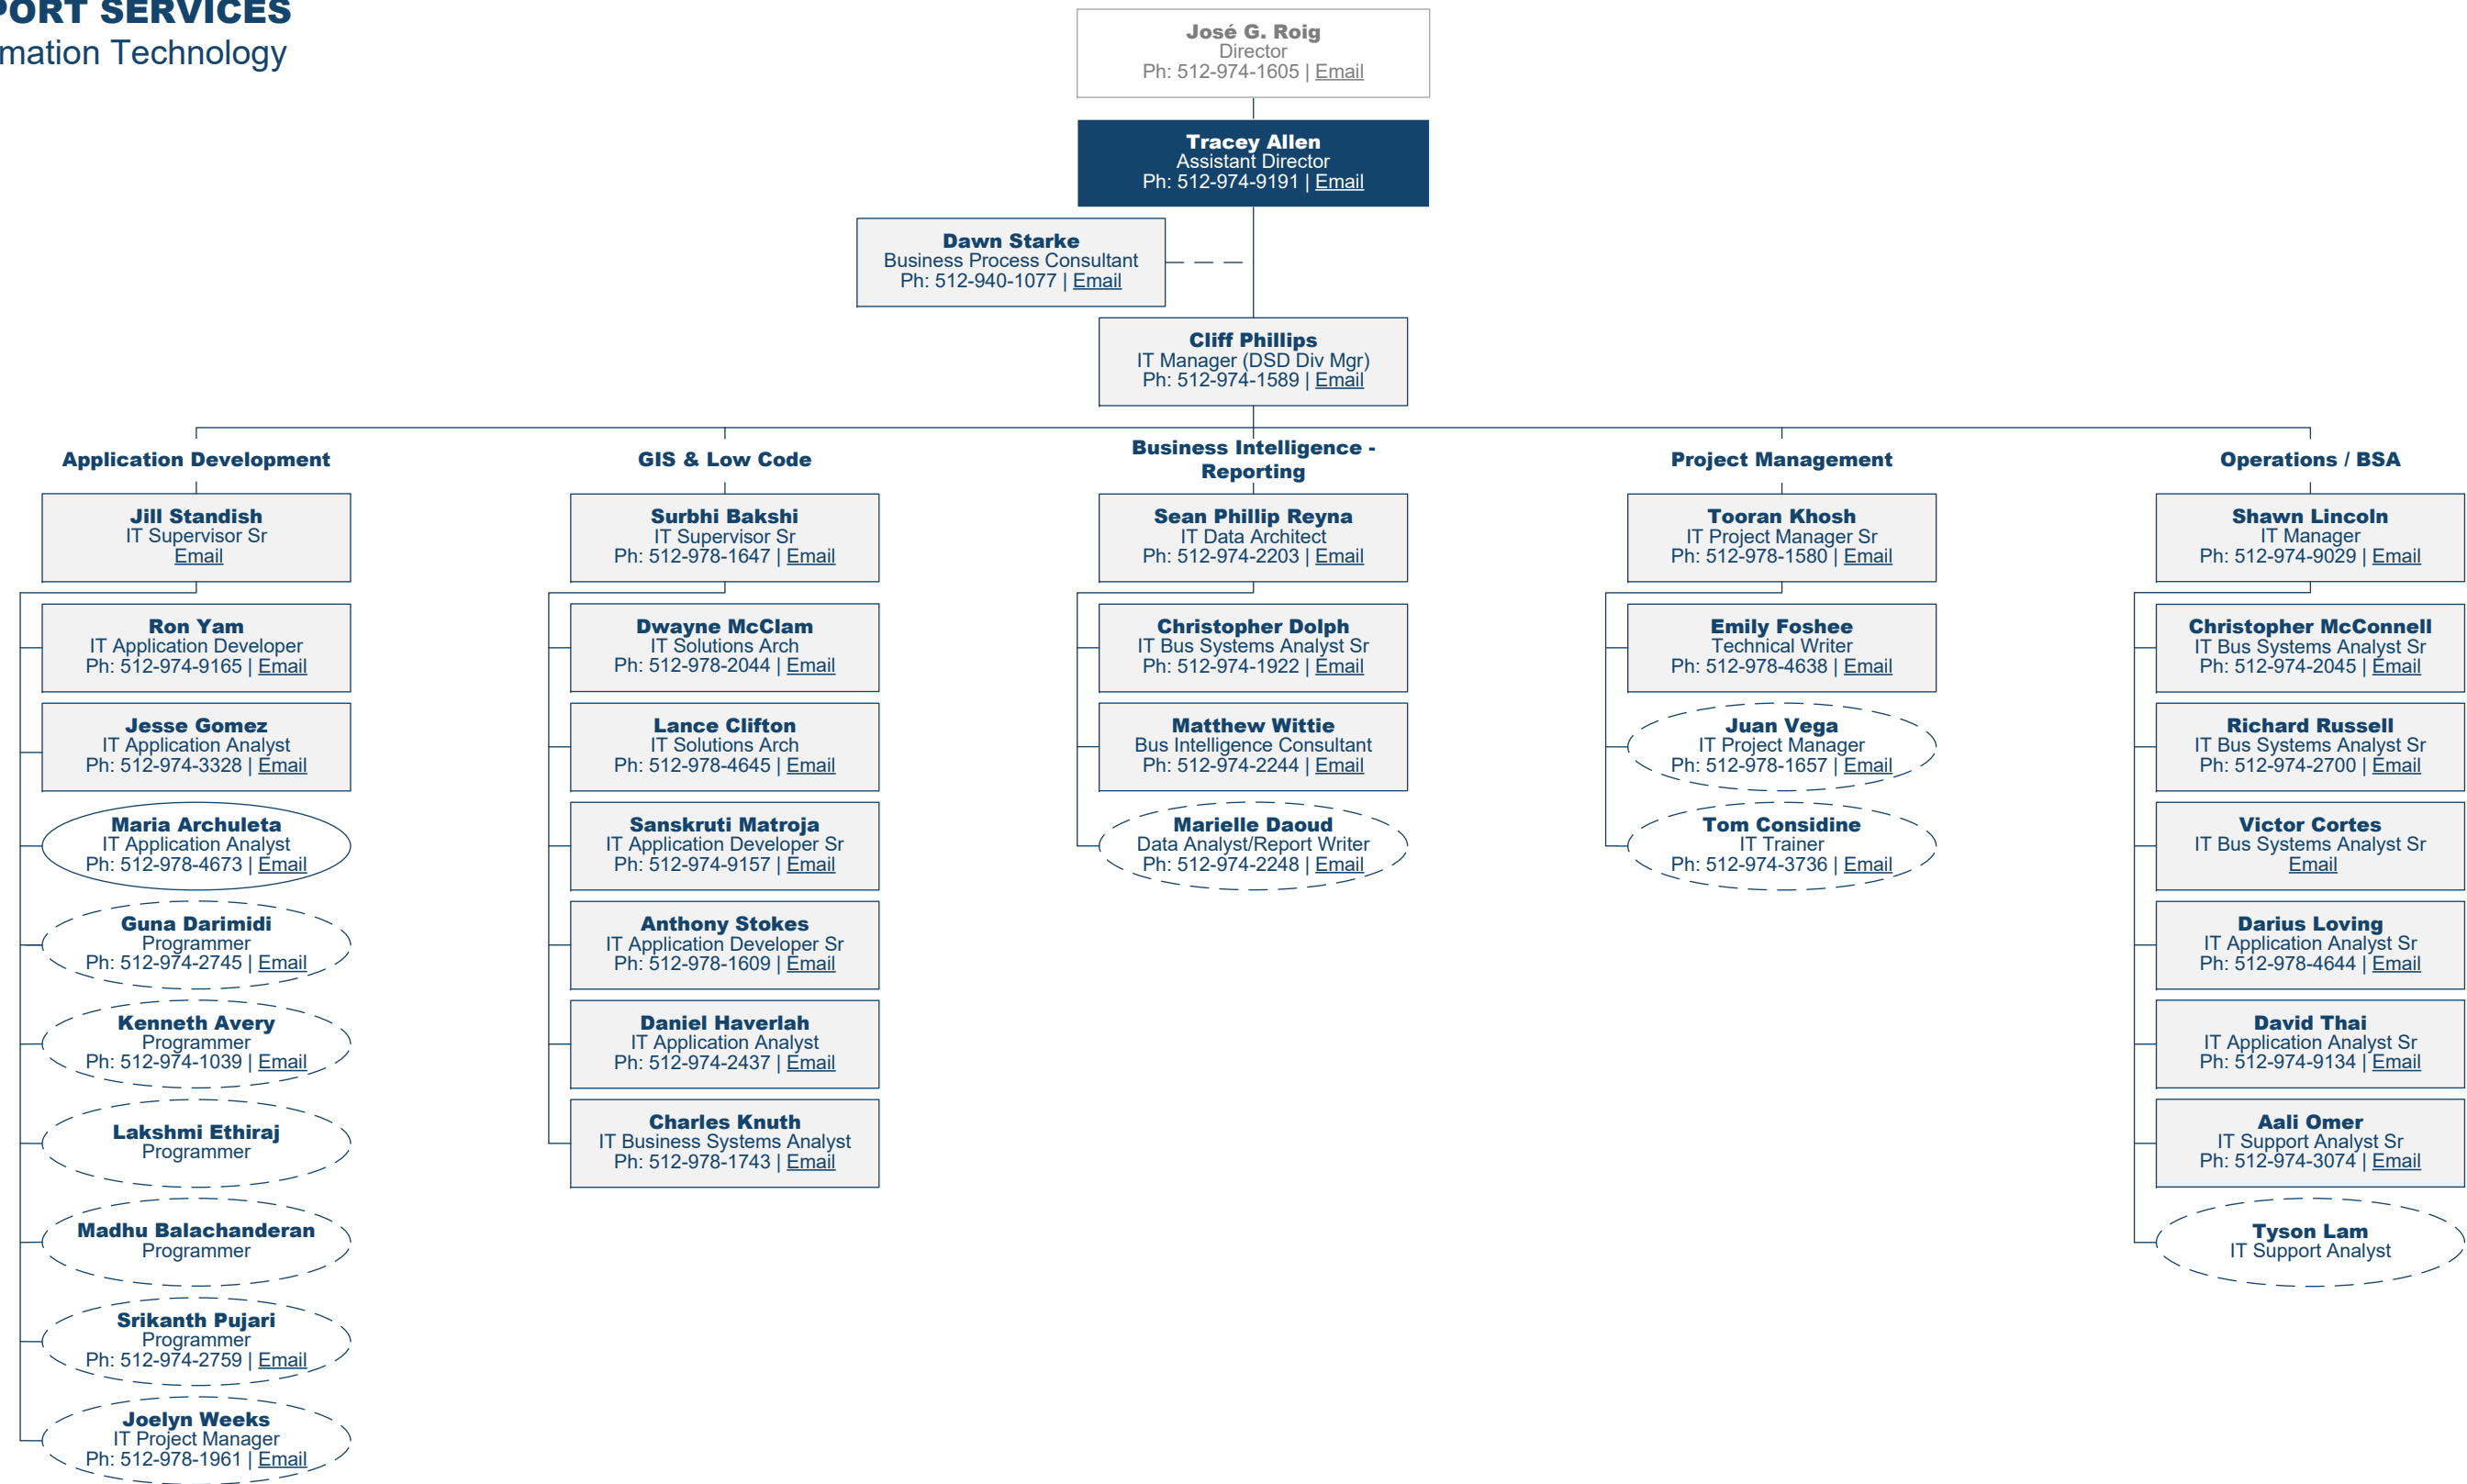 PORT SERVICES
mation Technology
José G. Roig
Director
Ph: 512-974-1605 | Email
Tracey Allen
Assistant Director
Ph: 512-974-9191 | Email
Dawn Starke
Business Process Consultant
Ph: 512-940-1077 | Email
Cliff Phillips
IT Manager (DSD Div Mgr)
Ph: 512-974-1589 | Email
Application Development
Jill Standish
IT Supervisor Sr
Email
Ron Yam
IT Application Developer
Ph: 512-974-9165 | Email
Jesse Gomez
IT Application Analyst
Ph: 512-974-3328 | Email
Maria Archuleta
IT Application Analyst
Ph: 512-978-4673 | Email
Guna Darimidi
Programmer
Ph: 512-974-2745 | Email
Kenneth Avery
Programmer
Ph: 512-974-1039 | Email
Lakshmi Ethiraj
Programmer
Madhu Balachanderan
Programmer
Srikanth Pujari
Programmer
Ph: 512-974-2759 | Email
Joelyn Weeks
IT Project Manager
Ph: 512-978-1961 | Email
GIS & Low Code
Surbhi Bakshi
IT Supervisor Sr
Ph: 512-978-1647 | Email
Dwayne McClam
IT Solutions Arch
Ph: 512-978-2044 | Email
Lance Clifton
IT Solutions Arch
Ph: 512-978-4645 | Email
Sanskruti Matroja
IT Application Developer Sr
Ph: 512-974-9157 | Email
Anthony Stokes
IT Application Developer Sr
Ph: 512-978-1609 | Email
Daniel Haverlah
IT Application Analyst
Ph: 512-974-2437 | Email
Charles Knuth
IT Business Systems Analyst
Ph: 512-978-1743 | Email
Business Intelligence -
Reporting
Sean Phillip Reyna
IT Data Architect
Ph: 512-974-2203 | Email
Christopher Dolph
IT Bus Systems Analyst Sr
Ph: 512-974-1922 | Email
Matthew Wittie
Bus Intelligence Consultant
Ph: 512-974-2244 | Email
Marielle Daoud
Data Analyst/Report Writer
Ph: 512-974-2248 | Email
Project Management
Tooran Khosh
IT Project Manager Sr
Ph: 512-978-1580 | Email
Emily Foshee
Technical Writer
Ph: 512-978-4638 | Email
Juan Vega
IT Project Manager
Ph: 512-978-1657 | Email
Tom Considine
IT Trainer
Ph: 512-974-3736 | Email
Operations / BSA
Shawn Lincoln
IT Manager
Ph: 512-974-9029 | Email
Christopher McConnell
IT Bus Systems Analyst Sr
Ph: 512-974-2045 | Email
Richard Russell
IT Bus Systems Analyst Sr
Ph: 512-974-2700 | Email
Victor Cortes
IT Bus Systems Analyst Sr
Email
Darius Loving
IT Application Analyst Sr
Ph: 512-978-4644 | Email
David Thai
IT Application Analyst Sr
Ph: 512-974-9134 | Email
Aali Omer
IT Support Analyst Sr
Ph: 512-974-3074 | Email
Tyson Lam
IT Support Analyst